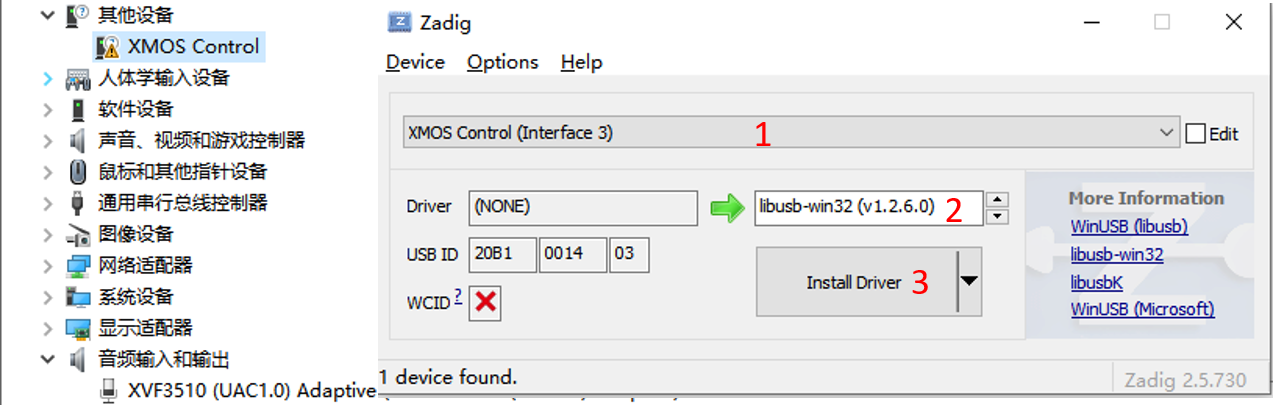 其他设备
XMOS Control
人体学输入设备
软件设备
声音、视频和游戏控制器
鼠标和其他指针设备
通用串行总线控制器
图像设备
网络适配器
系统设备
显示适配器
音频输入和输出
XVF3510 (UAC1.0) Adaptive
Zadig
Device Options Help
XMOS Control (Interface 3) 1 Edit
Driver (NONE) libusb-win32 (v1.2.6.0) 2
USB ID 20B1 0014 03
WCID ?
Install Driver 3
More Information
WinUSB (libusb)
libusb-win32
libusbK
WinUSB (Microsoft)
1 device found. Zadig 2.5.730